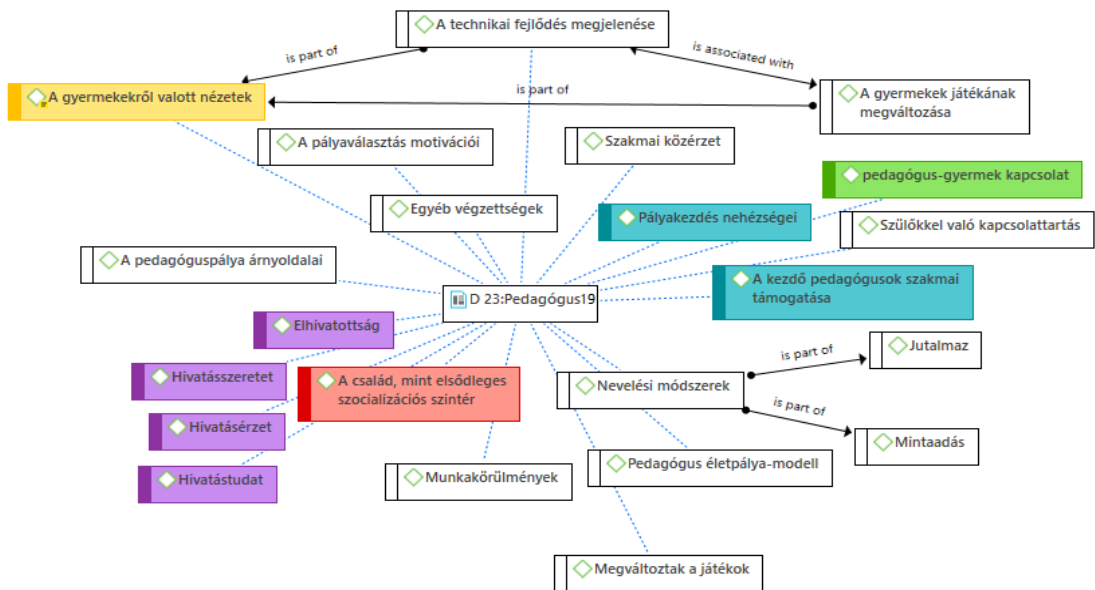 A technikai fejlődés megjelenése
is part of
is associated with
A gyermekekről valott nézetek
is part of
A gyermekek játékának
megváltozása
A pályaválasztás motivációi
Szakmai közérzet
pedagógus-gyermek kapcsolat
Egyéb végzettségek
Pályakezdés nehézségei
Szülőkkel való kapcsolattartás
A pedagóguspálya árnyoldalai
A kezdő pedagógusok szakmai
támogatása
D 23:Pedagógus19
Elhivatottság
is part of
Jutalmaz
Hivatásszeretet
A család, mint elsődleges
szocializációs szintér
Nevelési módszerek
is part of
Hivatásérzet
Mintaadás
Hivatástudat
Munkakörülmények
Pedagógus életpálya-modell
Megváltoztak a játékok